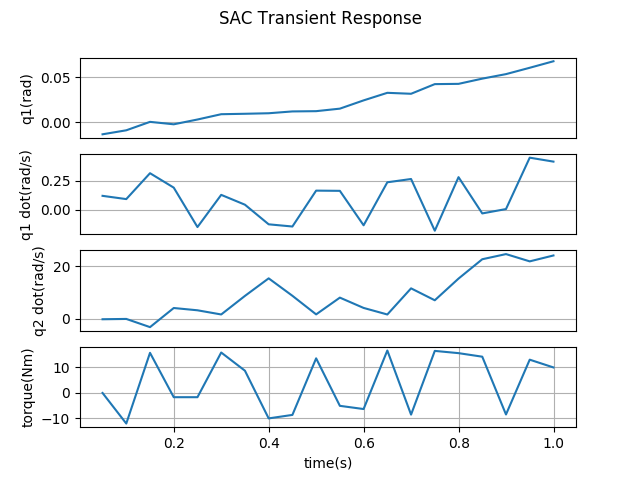 SAC Transient Response
0.05
0.00
q1(rad)
0.25
0.00
q1 dot(rad/s)
20
0
q2 dot(rad/s)
10
0
−10
torque(Nm)
0.2 0.4 0.6 0.8 1.0
time(s)